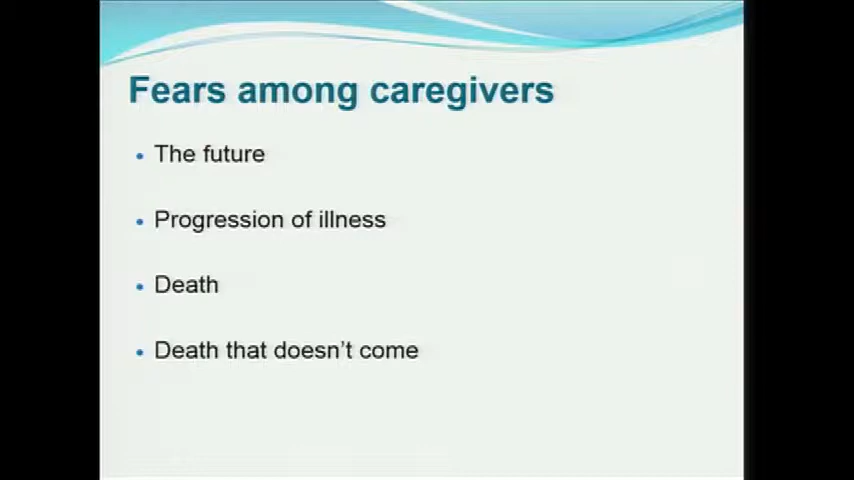 Fears among caregivers
• The future
• Progression of illness
• Death
• Death that doesn't come